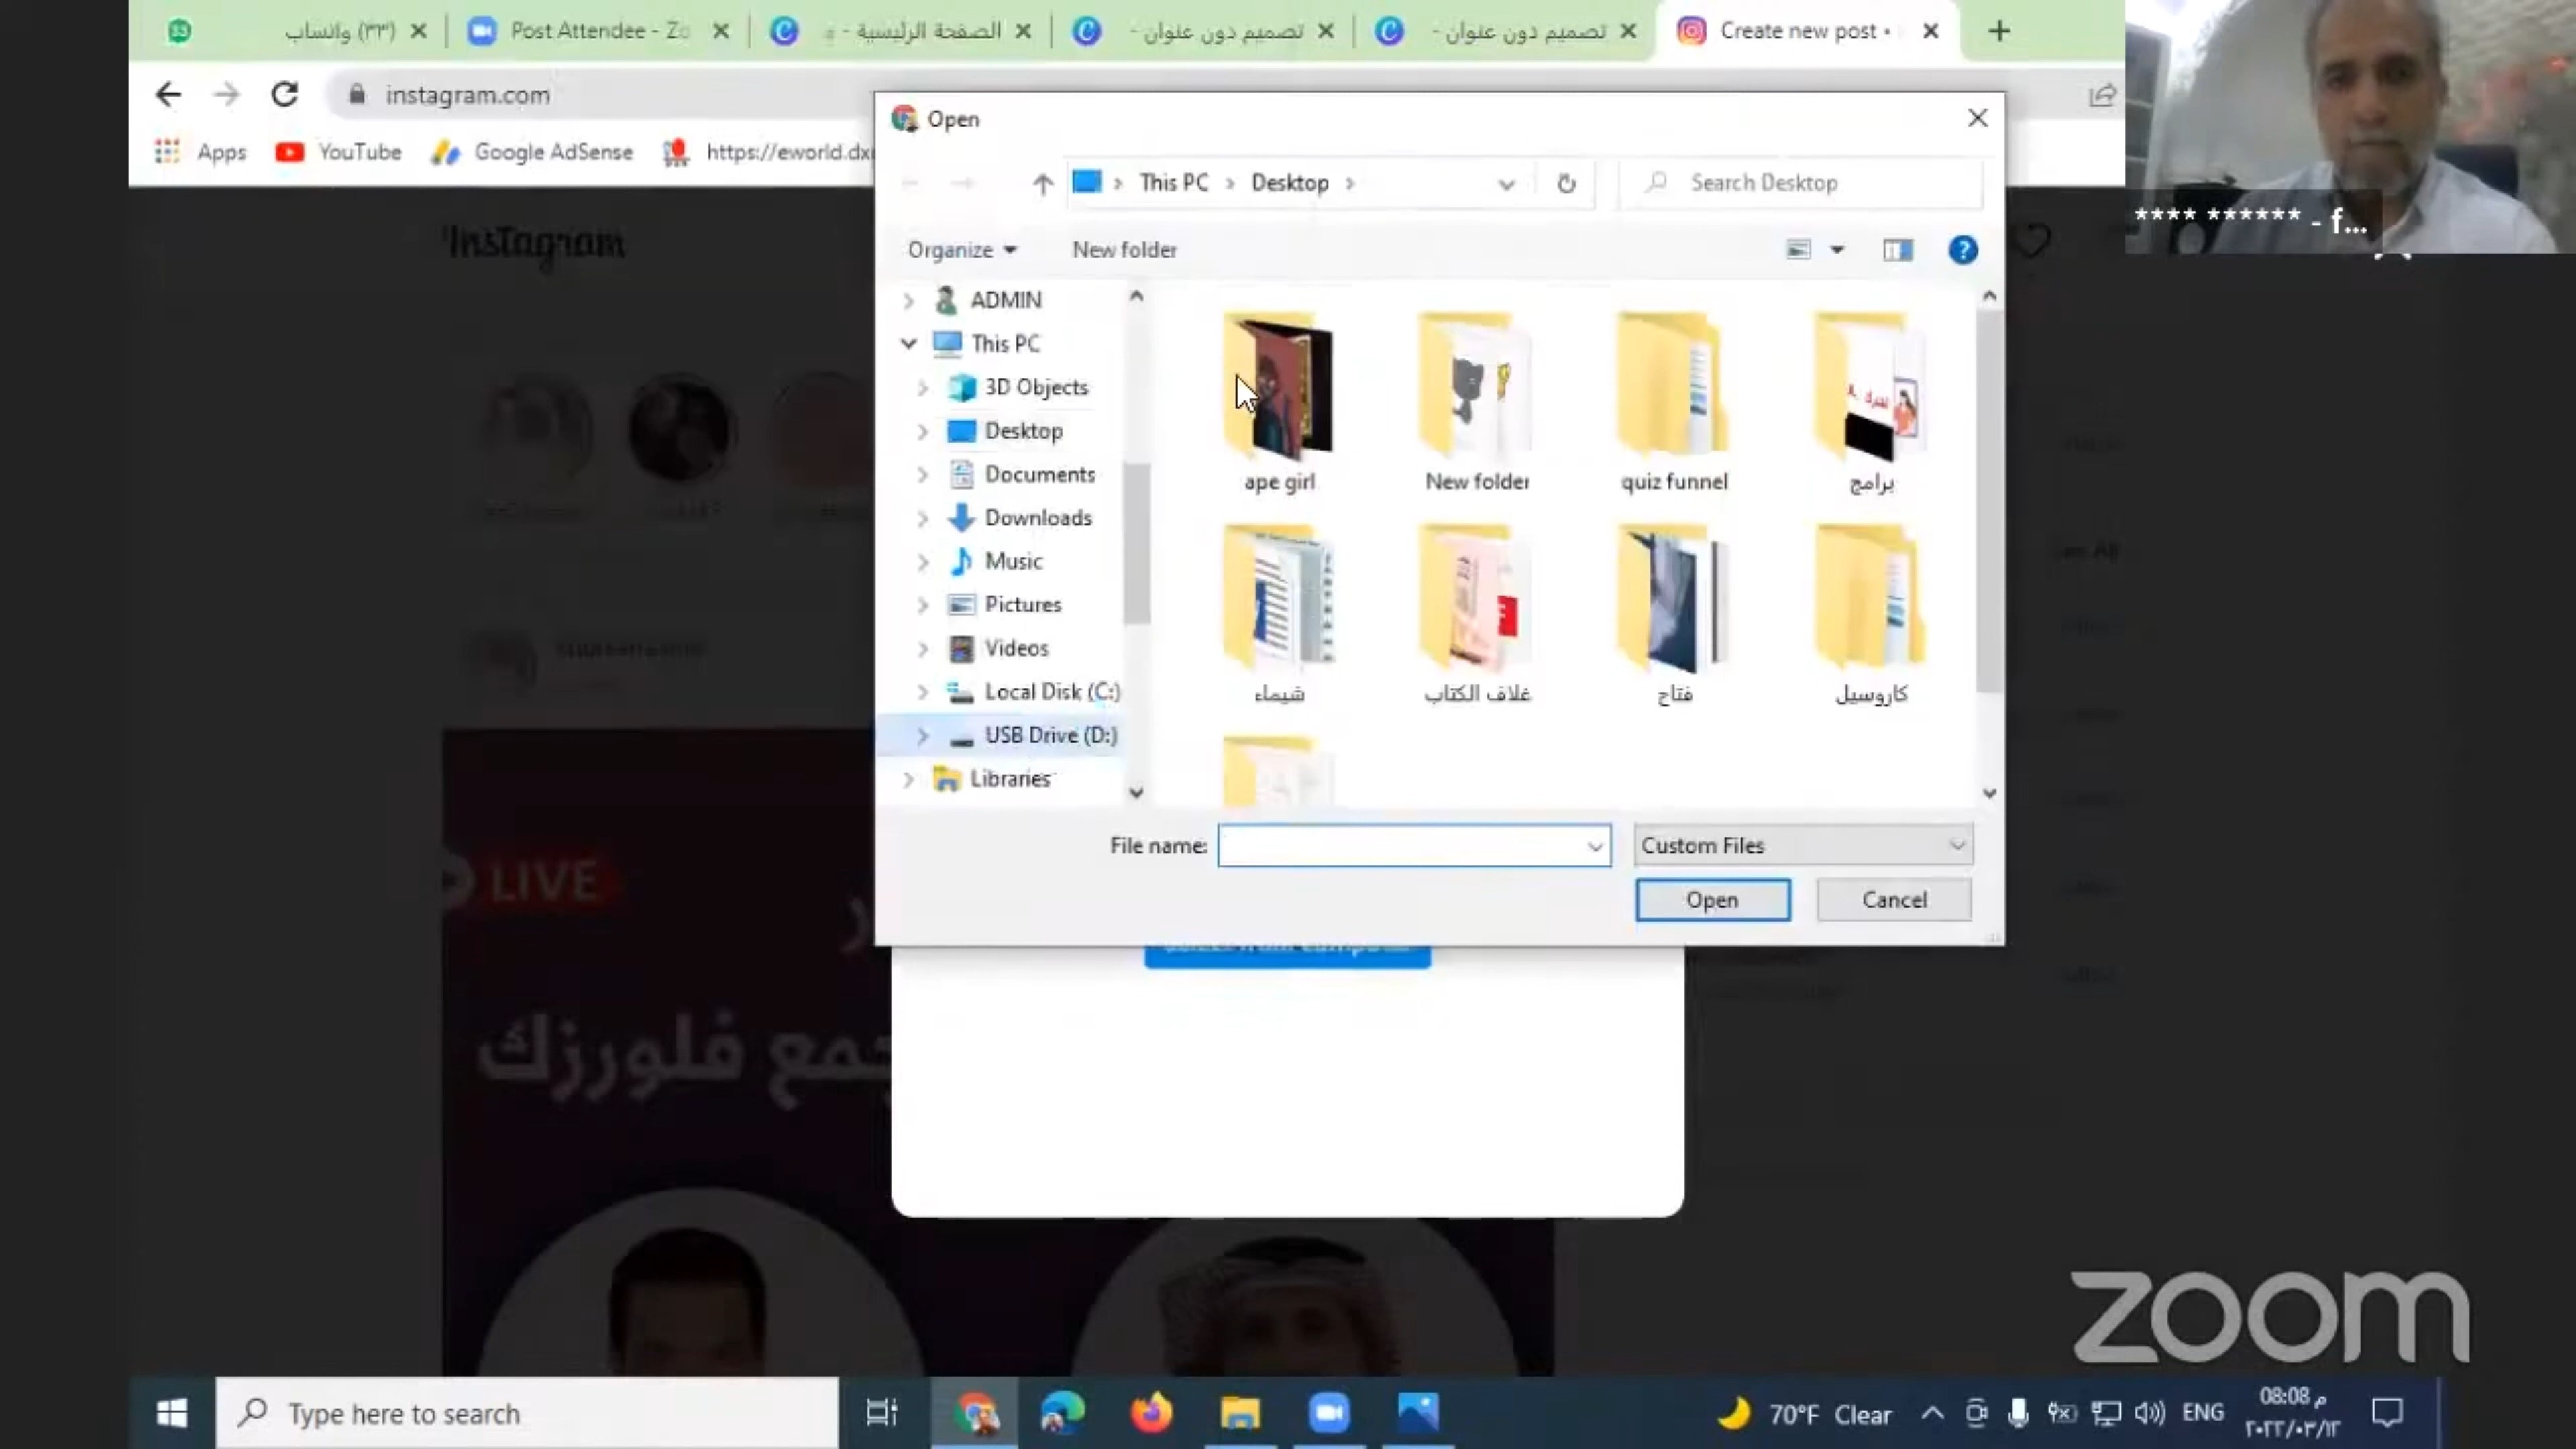 (٣٣) واتساب
Post Attendee - Zo
الصفحة الرئيسية -
تصميم دون عنوان -
تصميم دون عنوان -
Create new post •
instagram.com
Apps
YouTube
Google AdSense
https://eworld.dx
**** ****** - f...
Instagram
Open
This PC
Desktop
Search Desktop
Organize
New folder
ADMIN
This PC
3D Objects
Desktop
Documents
Downloads
Music
Pictures
Videos
Local Disk (C:)
USB Drive (D:)
Libraries
ape girl
New folder
quiz funnel
برامج
شيماء
غلاف الكتاب
فتاح
كاروسيل
File name:
Custom Files
Open
Cancel
LIVE
فلورزك
zoom
Type here to search
70°F Clear
ENG
08:08 م
٢٠٢٢/٠٣/١٢